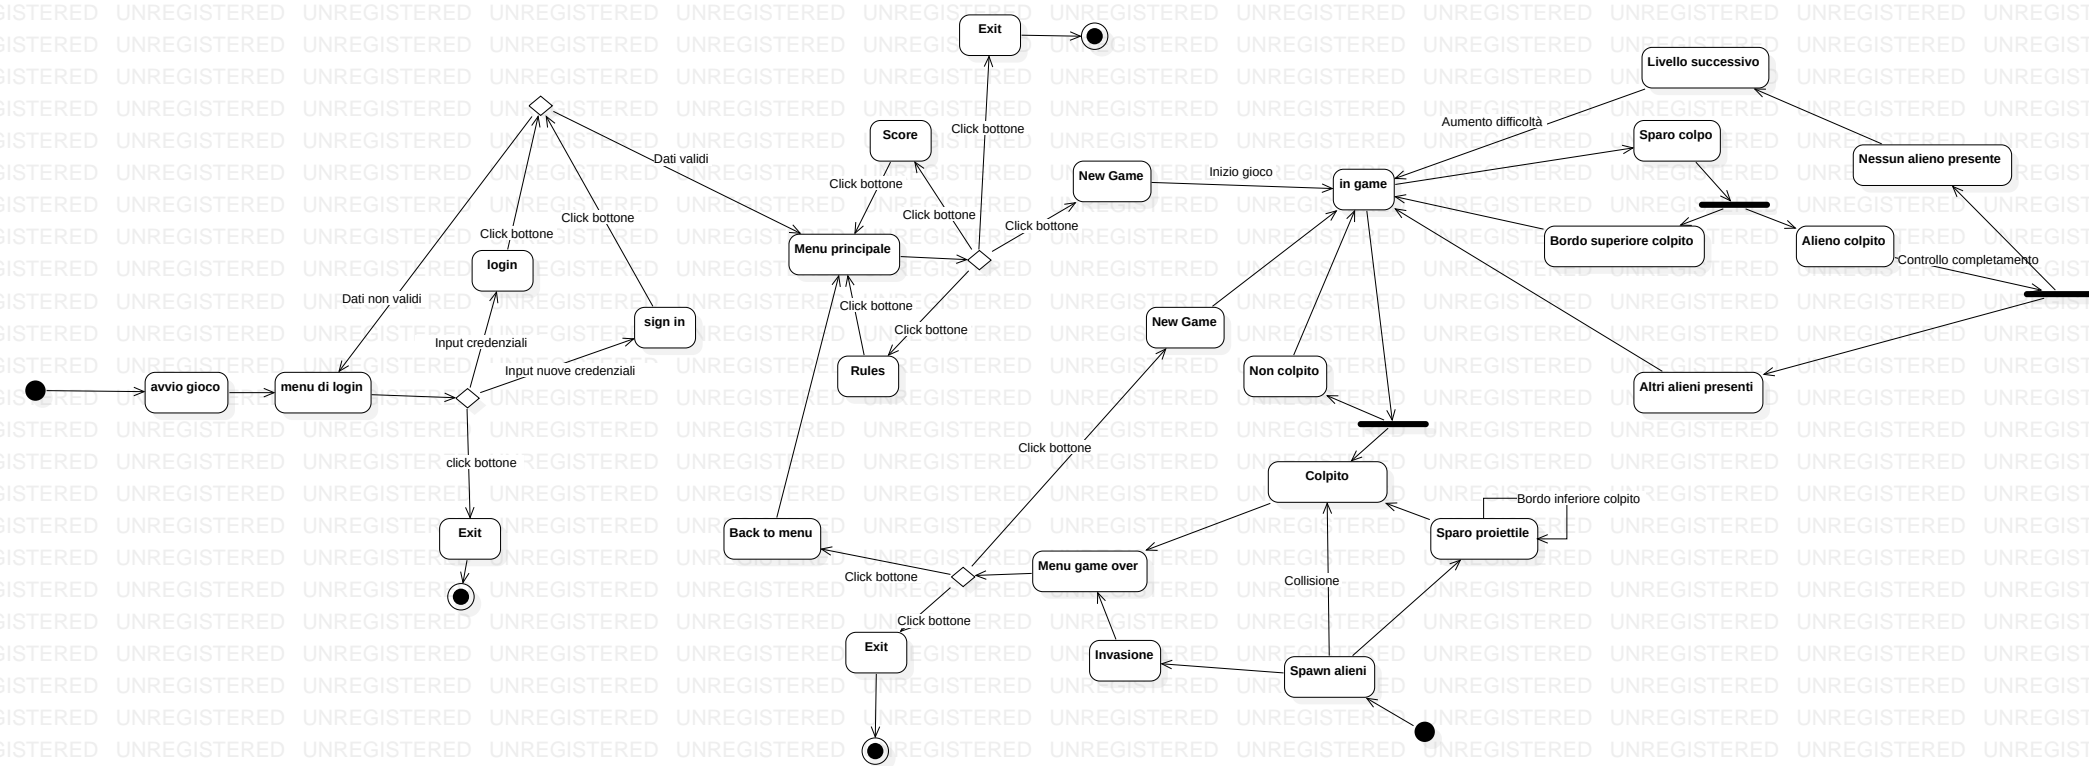 Exit
Livello successivo
Aumento difficoltà
Score
Click bottone
Sparo colpo
Dati validi
Nessun alieno presente
New Game
Inizio gioco
in game
Click bottone
Click bottone
Click bottone
Click bottone
Click bottone
login
Menu principale
Bordo superiore colpito
Alieno colpito
Controllo completamento
Dati non validi
Click bottone
sign in
Click bottone
New Game
Input credenziali
Input nuove credenziali
Rules
Non colpito
avvio gioco
menu di login
Altri alieni presenti
click bottone
Click bottone
Colpito
Bordo inferiore colpito
Exit
Back to menu
Sparo proiettile
Menu game over
Click bottone
Collisione
Click bottone
Exit
Invasione
Spawn alieni
UNREGISTERED